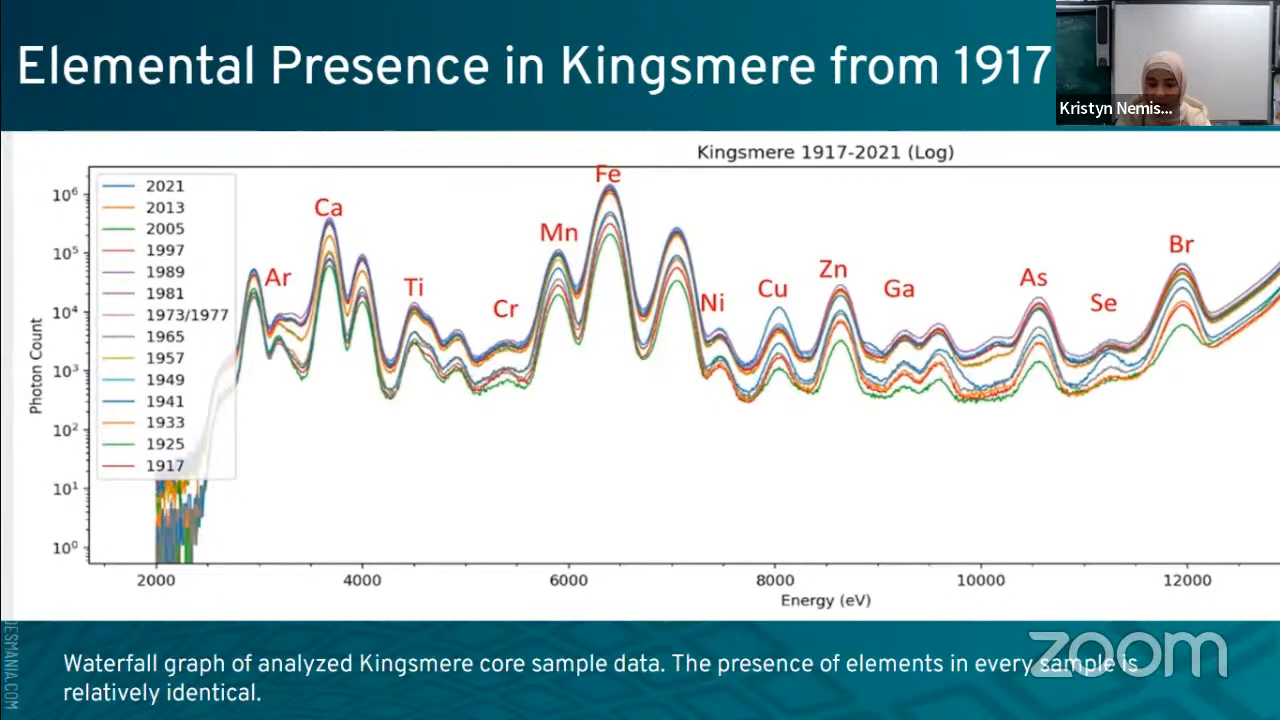 Elemental Presence in Kingsmere from 1917
Kristyn Nemis...
Kingsmere 1917-2021 (Log)
2021
2013
2005
1997
1989
1981
1973/1977
1965
1957
1949
1941
1933
1925
1917
Ar
Ca
Ti
Cr
Mn
Fe
Ni
Cu
Zn
Ga
As
Se
Br
Photon Count
10⁶
10⁵
10⁴
10³
10²
10¹
10⁰
2000 4000 6000 8000 10000 12000
Energy (eV)
Waterfall graph of analyzed Kingsmere core sample data. The presence of elements in every sample is
relatively identical.
zoom
DESMANIA.COM